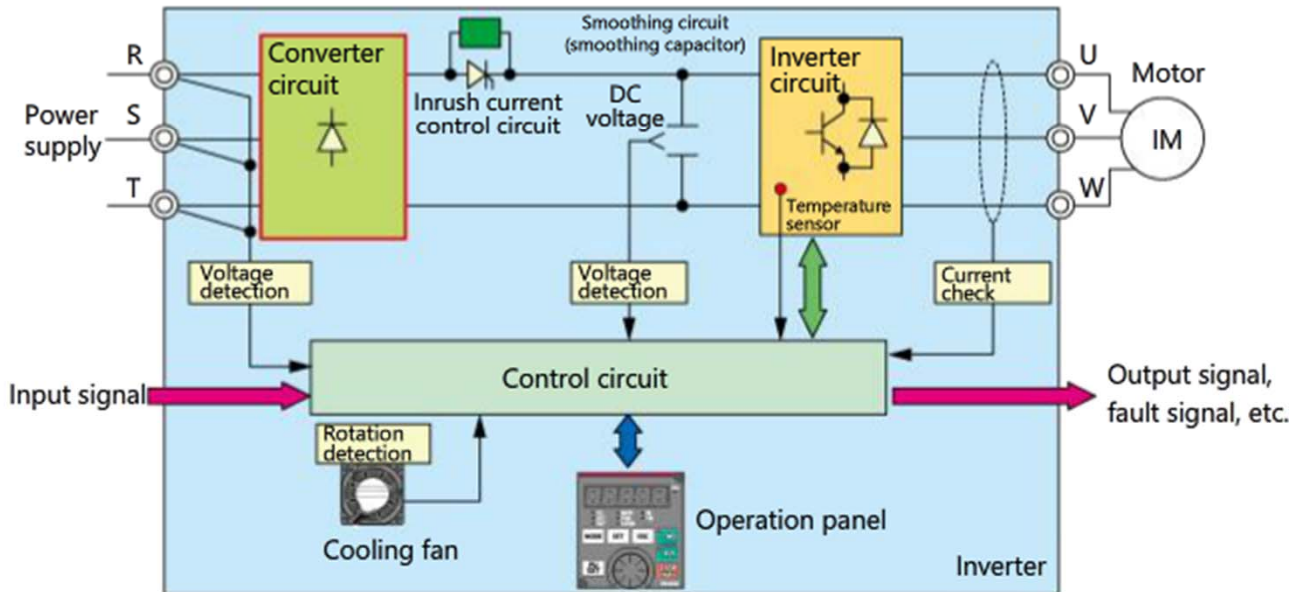 Smoothing circuit
(smoothing capacitor)
R
Converter
circuit
Inverter
circuit
U
Motor
Inrush current
control circuit
DC
voltage
Power
supply
S
V
IM
T
W
Temperature
sensor
Voltage
detection
Voltage
detection
Current
check
Control circuit
Input signal
Output signal,
fault signal, etc.
Rotation
detection
Cooling fan
MODE SET
Operation panel
Inverter